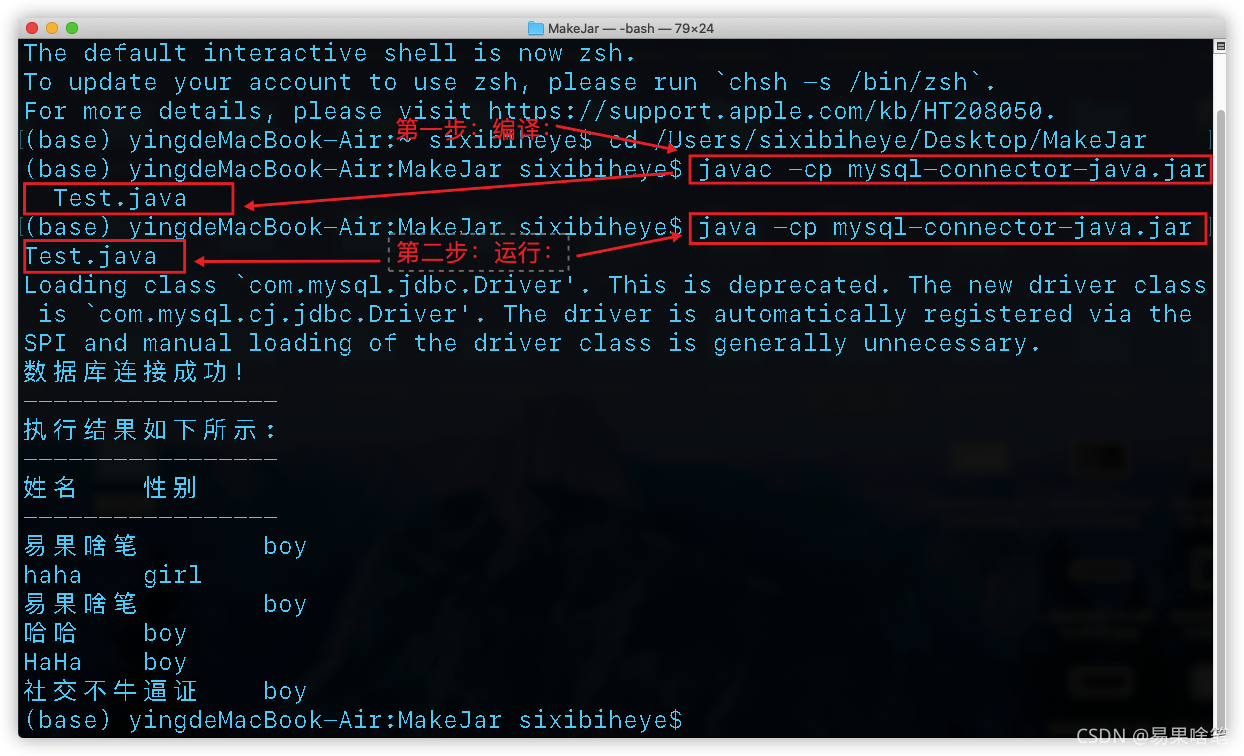 MakeJar — -bash — 79×24
The default interactive shell is now zsh.
To update your account to use zsh, please run `chsh -s /bin/zsh`.
For more details, please visit https://support.apple.com/kb/HT208050.
第一步：编译：
[(base) yingdeMacBook-Air:~ sixibiheye$ cd /Users/sixibiheye/Desktop/MakeJar ]
(base) yingdeMacBook-Air:MakeJar sixibiheye$ javac -cp mysql-connector-java.jar
Test.java
[(base) yingdeMacBook-Air:MakeJar sixibiheye$ java -cp mysql-connector-java.jar ]
Test.java
第二步：运行：
Loading class `com.mysql.jdbc.Driver'. This is deprecated. The new driver class
is `com.mysql.cj.jdbc.Driver'. The driver is automatically registered via the
SPI and manual loading of the driver class is generally unnecessary.
数据库连接成功！
-----------------
执行结果如下所示：
-----------------
姓名 性别
-----------------
易果啥笔 boy
haha girl
易果啥笔 boy
哈哈 boy
HaHa boy
社交不牛逼证 boy
(base) yingdeMacBook-Air:MakeJar sixibiheye$
CSDN @易果啥笔